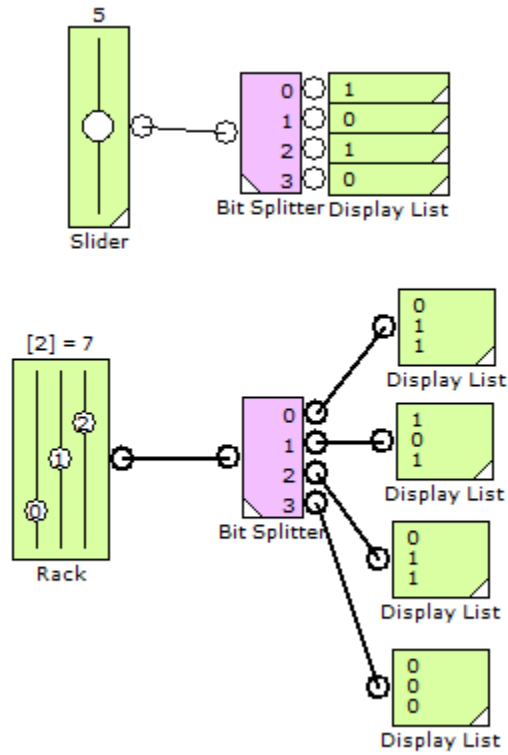 5
0 1
1 0
2 1
3 0
Bit Splitter Display List
Slider
[2] = 7
0
1
2
Rack
0
1
2
3
Bit Splitter
0
1
1
Display List
1
0
1
Display List
0
1
1
Display List
0
0
0
Display List